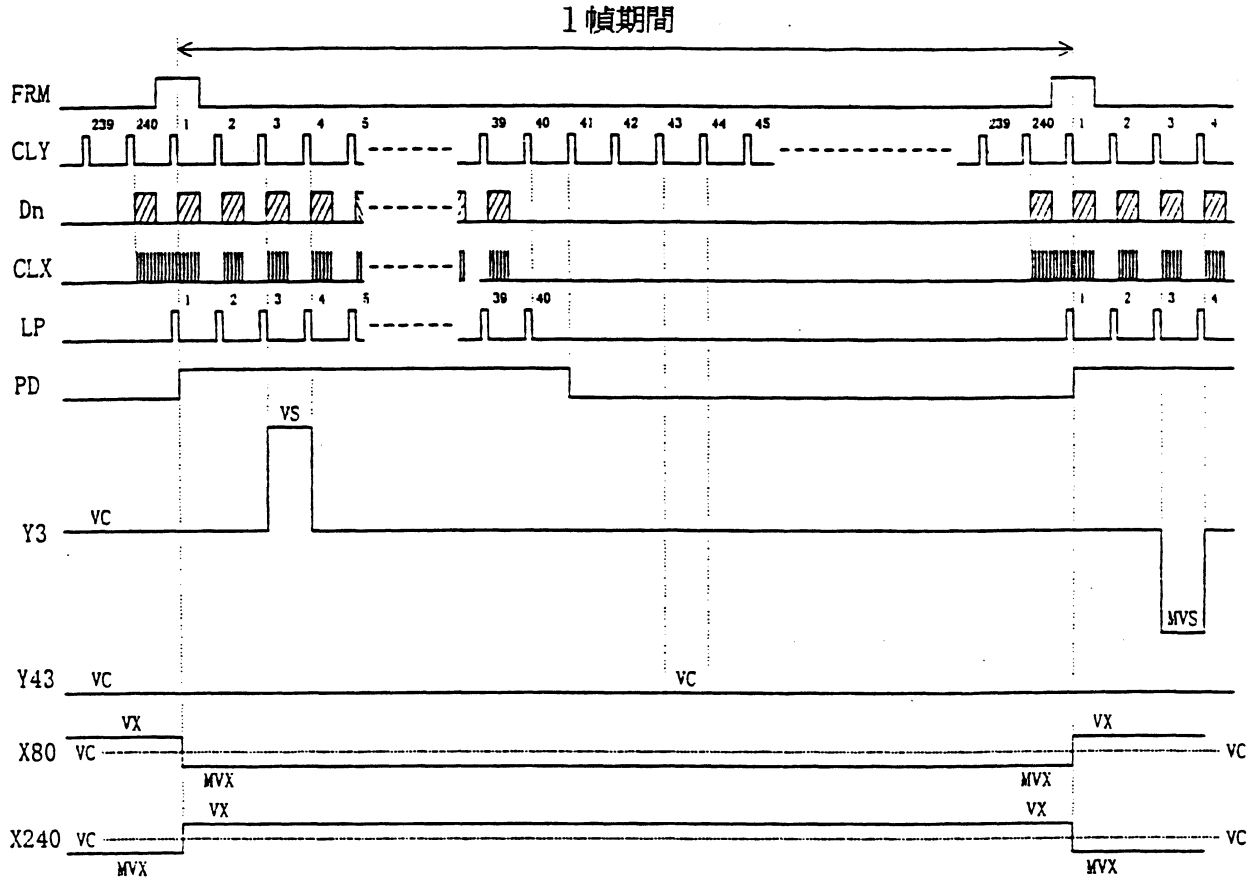 1幀期間
FRM
239 240 1 2 3 4 5 39 40 41 42 43 44 45 239 240 1 2 3 4
CLY
Dn
CLX
1 2 3 4 5 39 40 1 2 3 4
LP
PD
VS
VC
Y3
MVS
Y43 VC VC
VX VX
X80 VC VC
MVX MVX
VX VX
X240 VC VC
MVX MVX